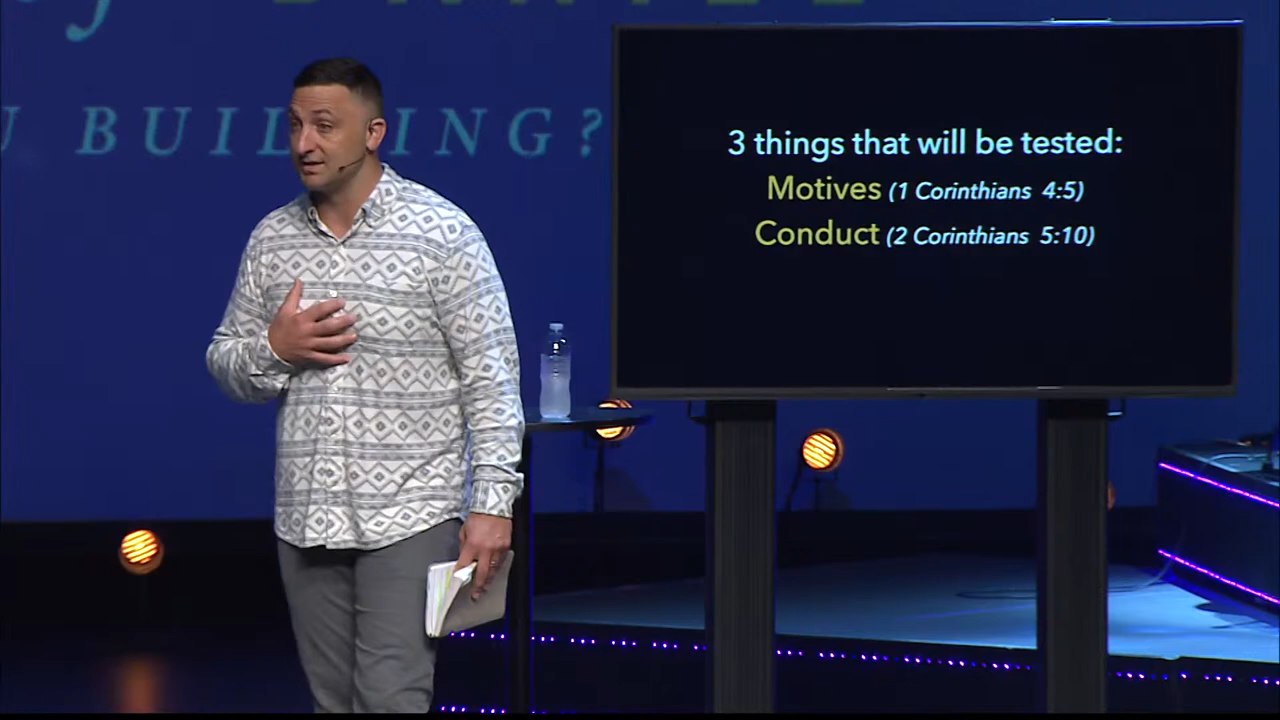 U BUILDING?
3 things that will be tested:
Motives (1 Corinthians 4:5)
Conduct (2 Corinthians 5:10)